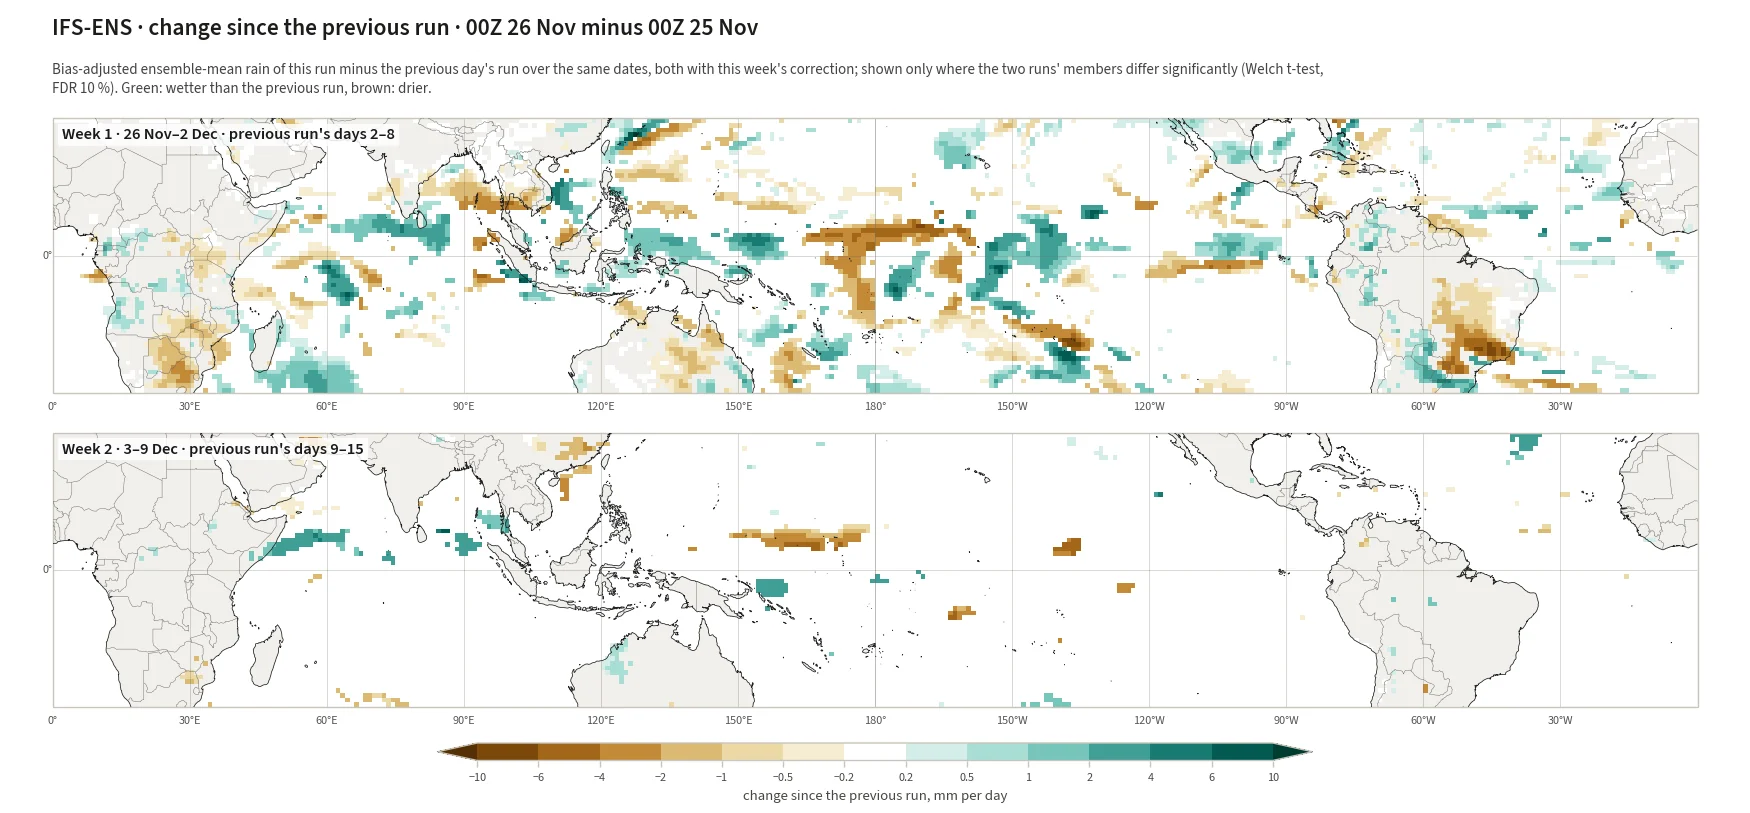 IFS-ENS · change since the previous run · 00Z 26 Nov minus 00Z 25 Nov
Bias-adjusted ensemble-mean rain of this run minus the previous day's run over the same dates, both with this week's correction; shown only where the two runs' members differ significantly (Welch t-test,
FDR 10 %). Green: wetter than the previous run, brown: drier.
Week 1 · 26 Nov–2 Dec · previous run's days 2–8
0°
0° 30°E 60°E 90°E 120°E 150°E 180° 150°W 120°W 90°W 60°W 30°W
Week 2 · 3–9 Dec · previous run's days 9–15
0°
0° 30°E 60°E 90°E 120°E 150°E 180° 150°W 120°W 90°W 60°W 30°W
−10 −6 −4 −2 −1 −0.5 −0.2 0.2 0.5 1 2 4 6 10
change since the previous run, mm per day